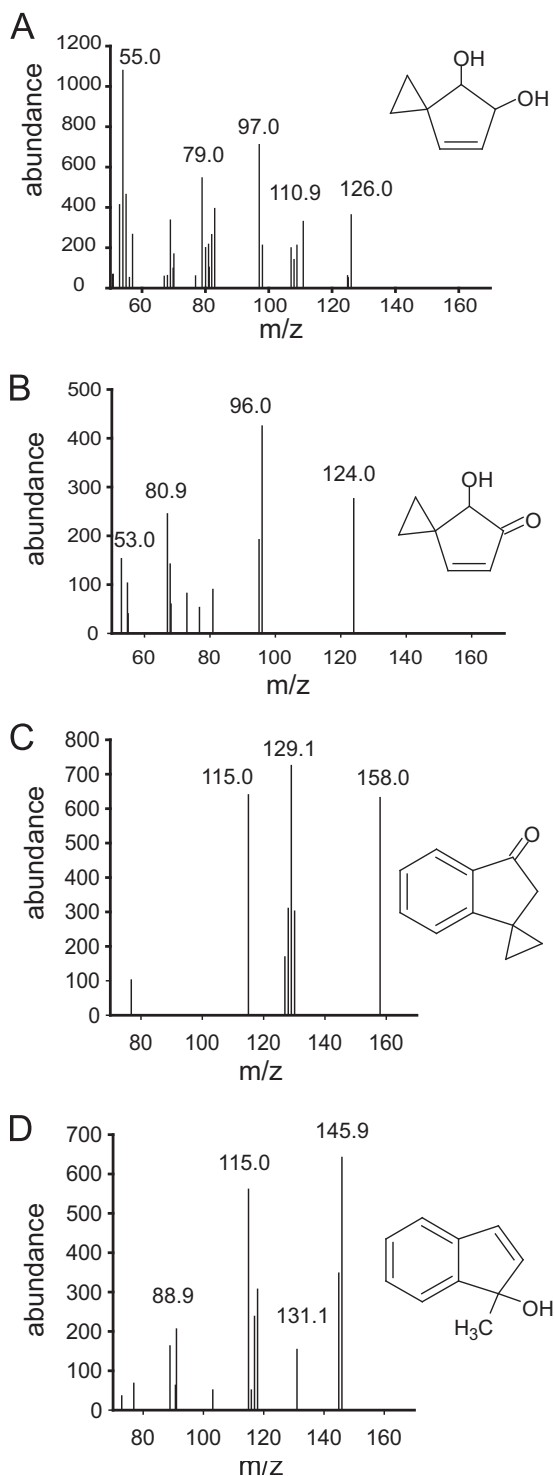 A
1200
1000
800
600
400
200
0
abundance
55.0
79.0
97.0
110.9
126.0
OH
OH
60 80 100 120 140 160
m/z
B
500
400
300
200
100
0
abundance
53.0
80.9
96.0
124.0
OH
O
60 80 100 120 140 160
m/z
C
800
700
600
500
400
300
200
100
0
abundance
115.0
129.1
158.0
O
80 100 120 140 160
m/z
D
700
600
500
400
300
200
100
0
abundance
88.9
115.0
131.1
145.9
OH
H₃C
80 100 120 140 160
m/z